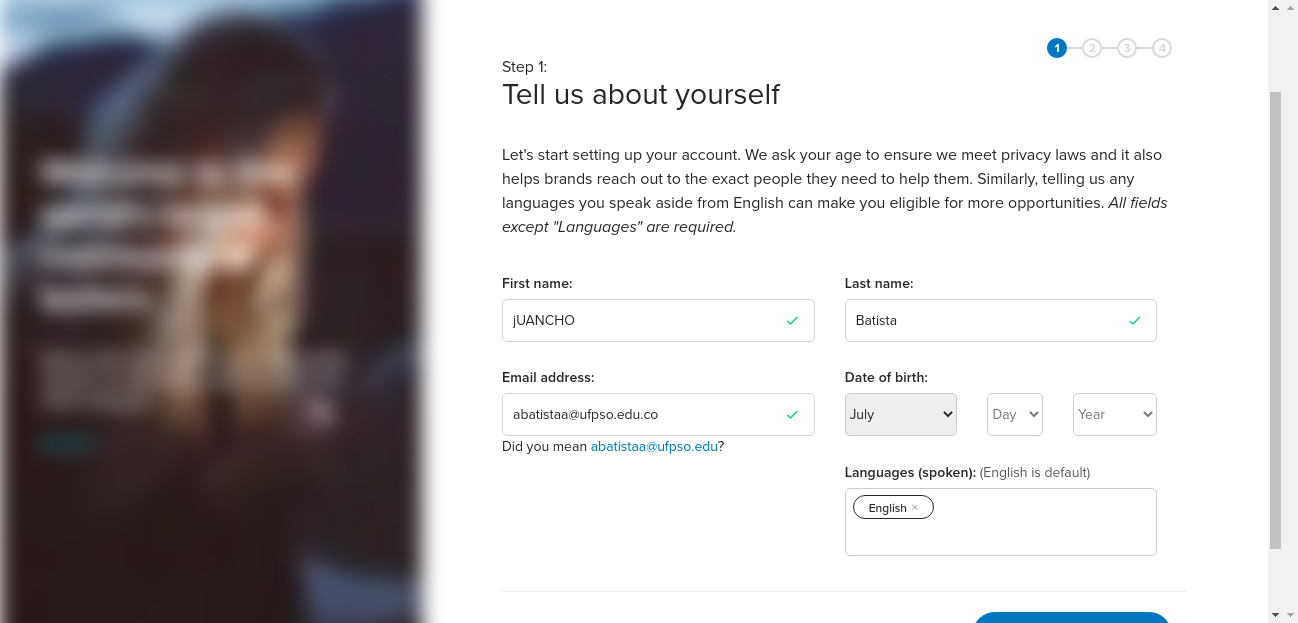 1 2 3 4
Step 1:
Tell us about yourself
Let's start setting up your account. We ask your age to ensure we meet privacy laws and it also
helps brands reach out to the exact people they need to help them. Similarly, telling us any
languages you speak aside from English can make you eligible for more opportunities. All fields
except "Languages" are required.
First name:
Last name:
jUANCHO
Batista
Email address:
Date of birth:
abatistaa@ufpso.edu.co
July
Day
Year
Did you mean abatistaa@ufpso.edu?
Languages (spoken): (English is default)
English ×